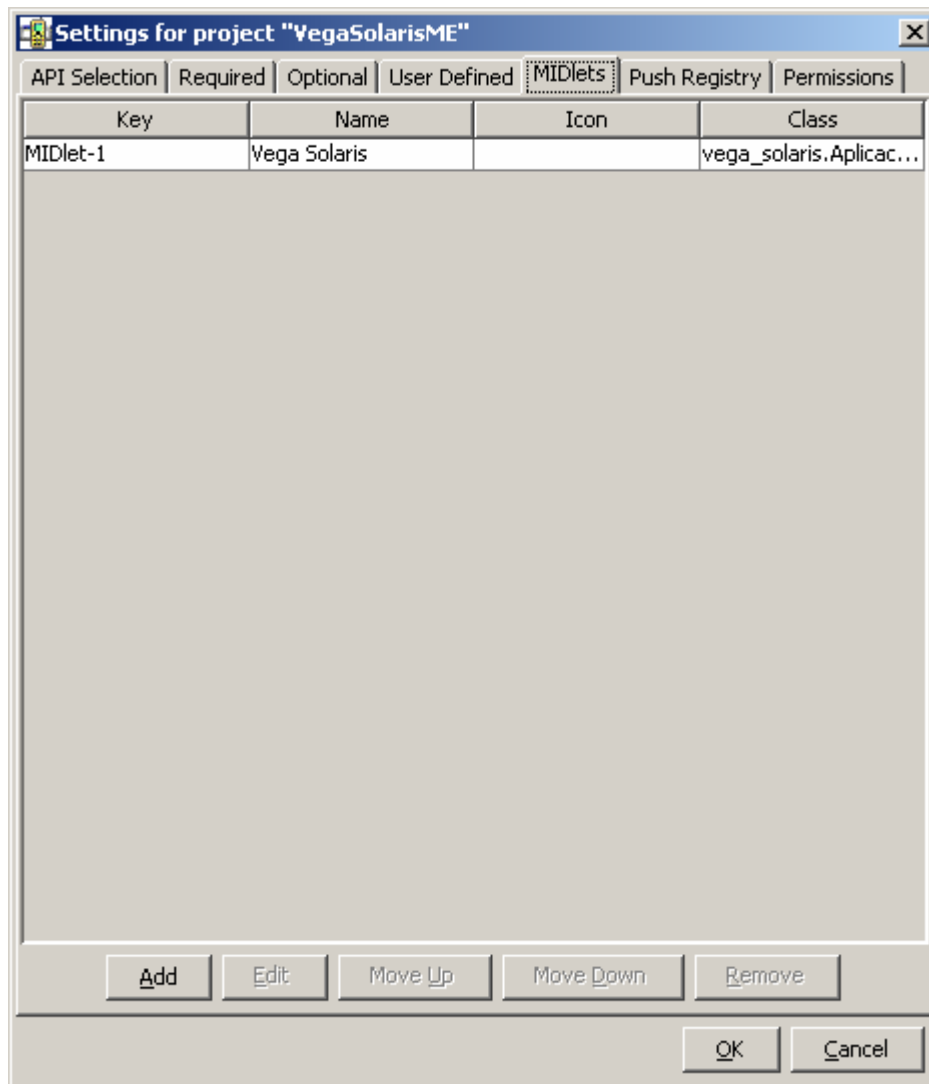 Settings for project "VegaSolarisME"
API Selection Required Optional User Defined MIDlets Push Registry Permissions
Key Name Icon Class
MIDlet-1 Vega Solaris vega_solaris.Aplicac...
Add Edit Move Up Move Down Remove
OK Cancel